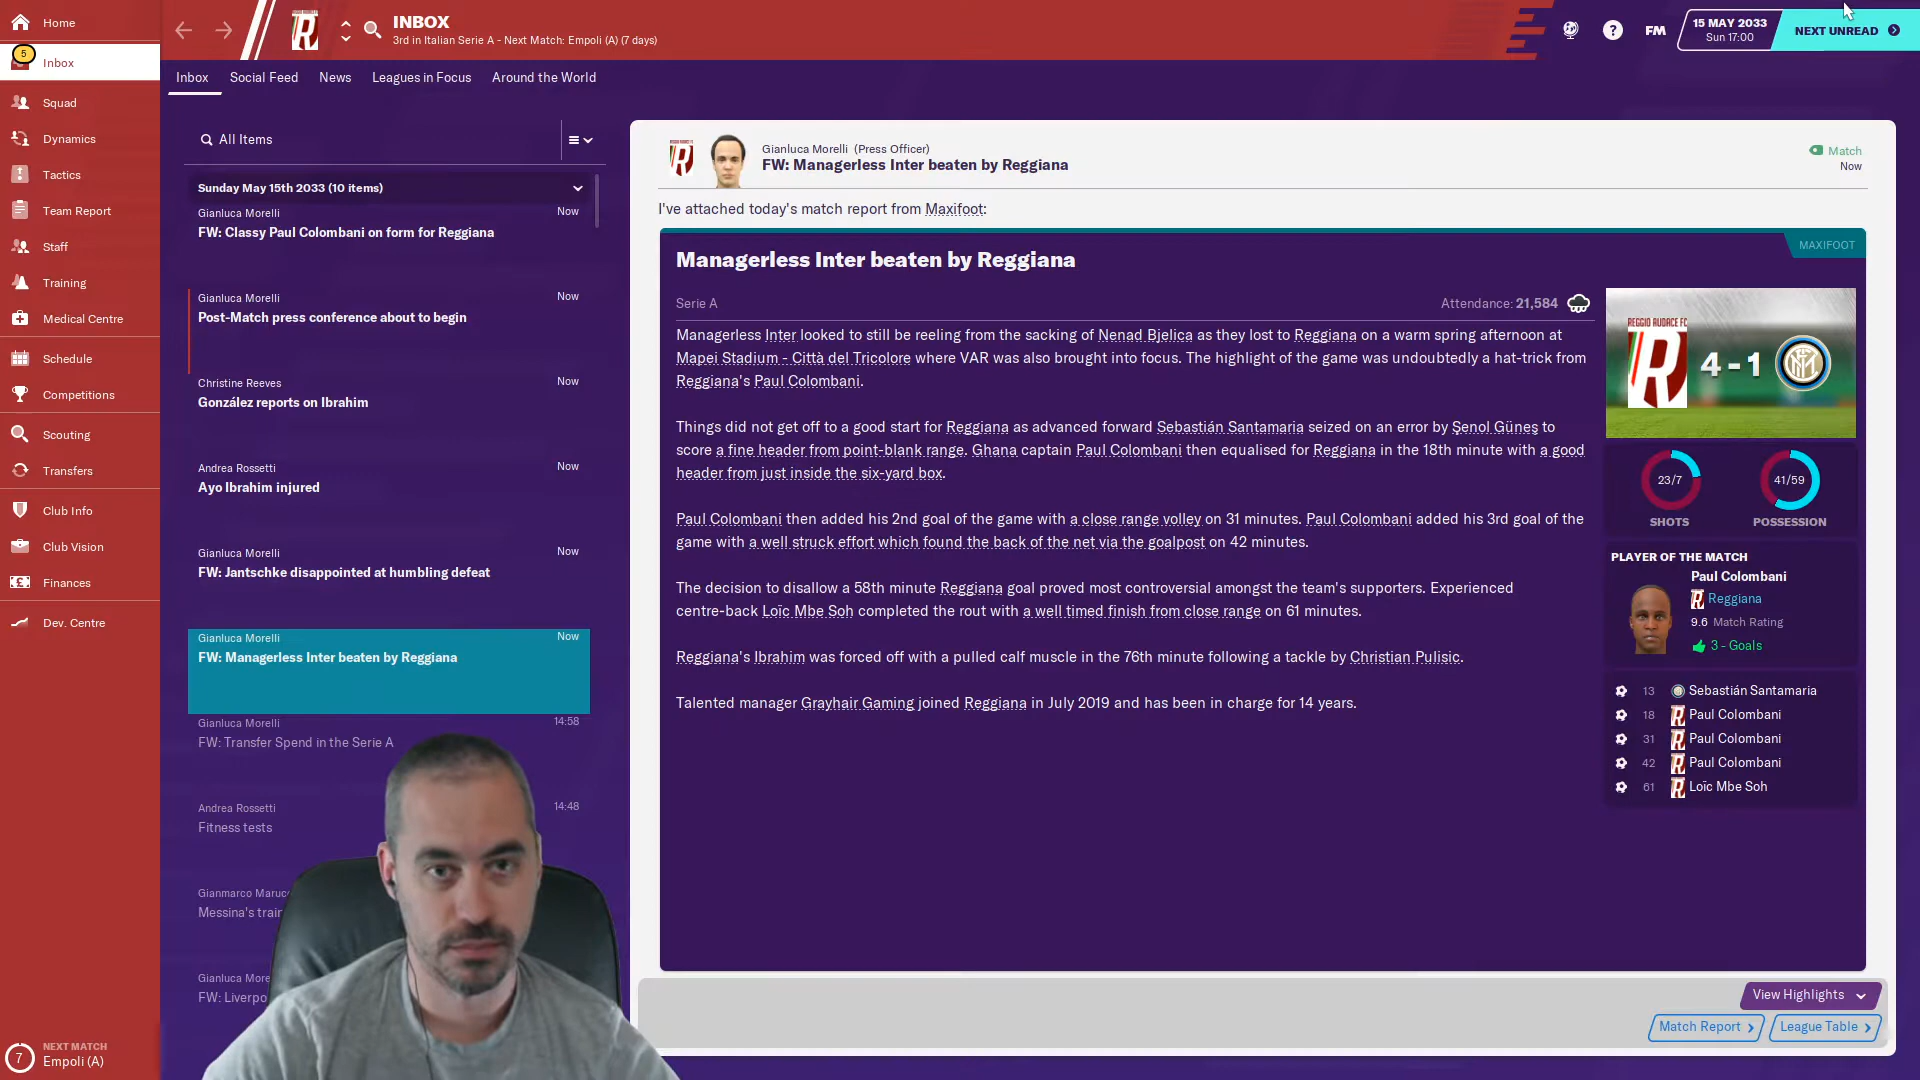 Home
INBOX
3rd in Italian Serie A - Next Match: Empoli (A) (7 days)
?
FM
15 MAY 2033
Sun 17:00
NEXT UNREAD
5
Inbox
Squad
Dynamics
Tactics
Team Report
Staff
Training
Medical Centre
Schedule
Competitions
Scouting
Transfers
Club Info
Club Vision
Finances
Dev. Centre
7
NEXT MATCH
Empoli (A)
Inbox
Social Feed
News
Leagues in Focus
Around the World
All Items
Sunday May 15th 2033 (10 items)
Gianluca Morelli
Now
FW: Classy Paul Colombani on form for Reggiana
Gianluca Morelli
Now
Post-Match press conference about to begin
Christine Reeves
Now
González reports on Ibrahim
Andrea Rossetti
Now
Ayo Ibrahim injured
Gianluca Morelli
Now
FW: Jantschke disappointed at humbling defeat
Gianluca Morelli
Now
FW: Managerless Inter beaten by Reggiana
Gianluca Morelli
14:58
FW: Transfer Spend in the Serie A
Andrea Rossetti
14:48
Fitness tests
Gianmarco Maruc
Messina's train
Gianluca More
FW: Liverpo
Gianluca Morelli (Press Officer)
FW: Managerless Inter beaten by Reggiana
Match
Now
I've attached today's match report from Maxifoot:
MAXIFOOT
Managerless Inter beaten by Reggiana
Serie A
Attendance: 21,584
Managerless Inter looked to still be reeling from the sacking of Nenad Bjelica as they lost to Reggiana on a warm spring afternoon at
Mapei Stadium - Città del Tricolore where VAR was also brought into focus. The highlight of the game was undoubtedly a hat-trick from
Reggiana's Paul Colombani.
Things did not get off to a good start for Reggiana as advanced forward Sebastián Santamaria seized on an error by Şenol Güneş to
score a fine header from point-blank range. Ghana captain Paul Colombani then equalised for Reggiana in the 18th minute with a good
header from just inside the six-yard box.
Paul Colombani then added his 2nd goal of the game with a close range volley on 31 minutes. Paul Colombani added his 3rd goal of the
game with a well struck effort which found the back of the net via the goalpost on 42 minutes.
The decision to disallow a 58th minute Reggiana goal proved most controversial amongst the team's supporters. Experienced
centre-back Loïc Mbe Soh completed the rout with a well timed finish from close range on 61 minutes.
Reggiana's Ibrahim was forced off with a pulled calf muscle in the 76th minute following a tackle by Christian Pulisic.
Talented manager Grayhair Gaming joined Reggiana in July 2019 and has been in charge for 14 years.
REGGIO AUDACE FC
4 - 1
23/7
41/59
SHOTS
POSSESSION
PLAYER OF THE MATCH
Paul Colombani
Reggiana
9.6 Match Rating
3 - Goals
13 Sebastián Santamaria
18 Paul Colombani
31 Paul Colombani
42 Paul Colombani
61 Loïc Mbe Soh
View Highlights
Match Report
League Table